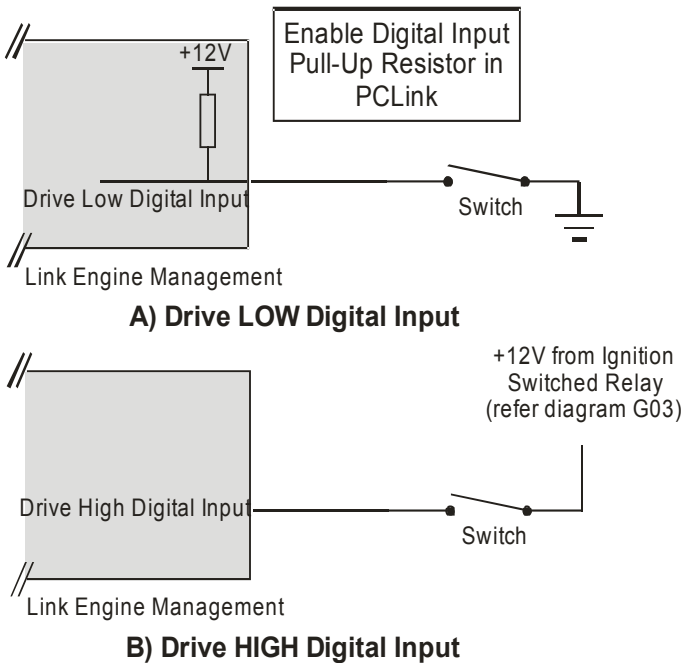 Enable Digital Input
Pull-Up Resistor in
PCLink
+12V
Drive Low Digital Input
Switch
Link Engine Management
A) Drive LOW Digital Input
+12V from Ignition
Switched Relay
(refer diagram G03)
Drive High Digital Input
Switch
Link Engine Management
B) Drive HIGH Digital Input